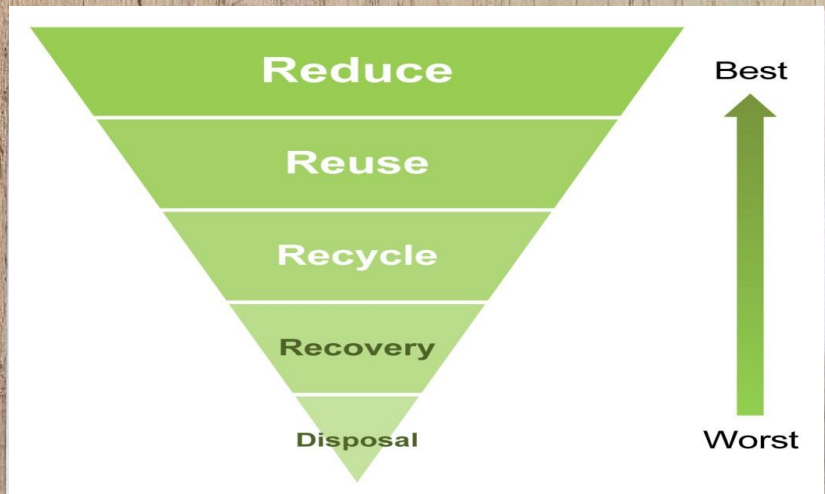 Reduce
Best
Reuse
Recycle
Recovery
Disposal
Worst